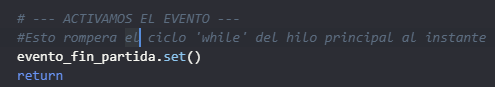 # --- ACTIVAMOS EL EVENTO ---
#Esto rompera el ciclo 'while' del hilo principal al instante
evento_fin_partida.set()
return